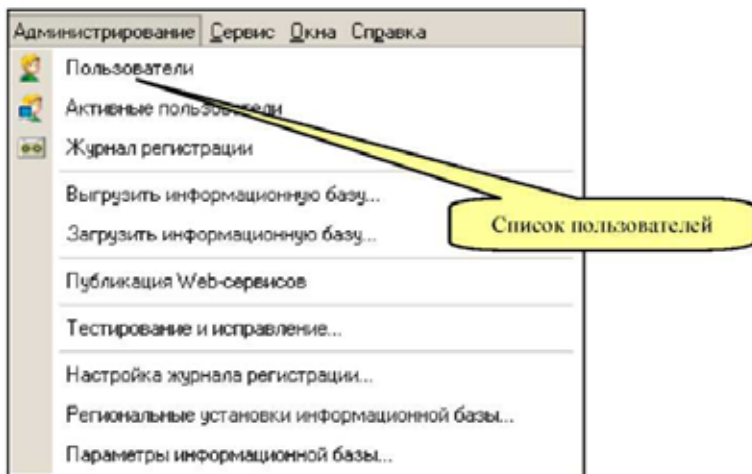 Администрирование Сервис Окна Справка
Пользователи
Активные пользователи
Журнал регистрации
Выгрузить информационную базу...
Загрузить информационную базу...
Список пользователей
Публикация Web-сервисов
Тестирование и исправление...
Настройка журнала регистрации...
Региональные установки информационной базы...
Параметры информационной базы...